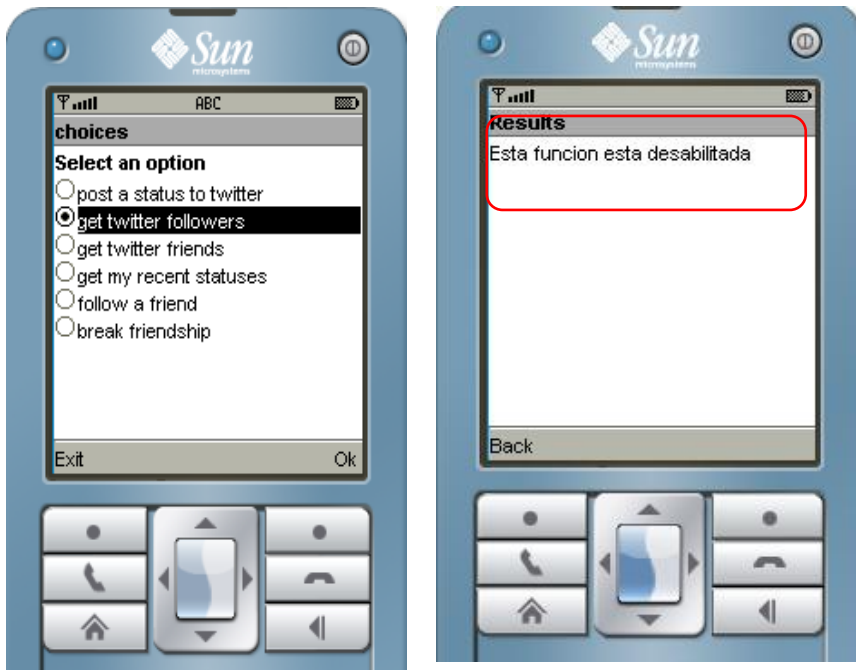 Sun
microsystems
ABC
choices
Select an option
post a status to twitter
get twitter followers
get twitter friends
get my recent statuses
follow a friend
break friendship
Exit
Ok
Sun
microsystems
Results
Esta funcion esta desabilitada
Back